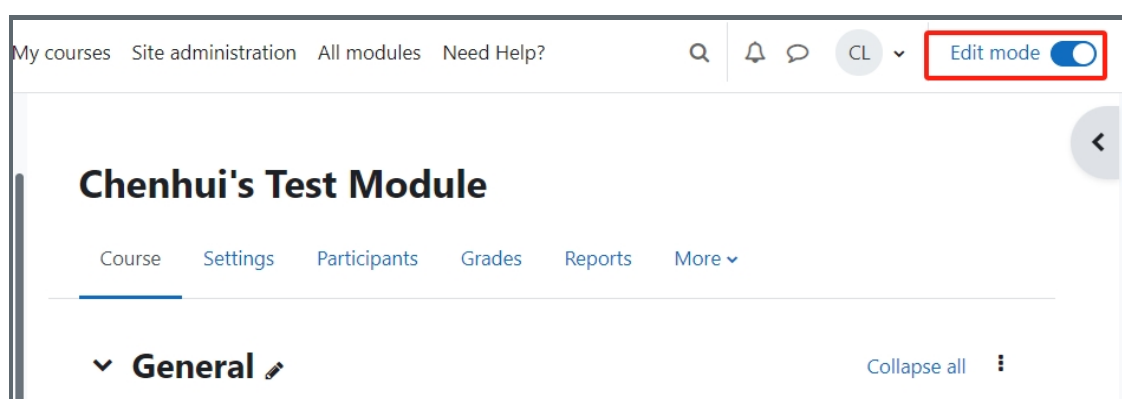 My courses Site administration All modules Need Help? CL Edit mode
Chenhui's Test Module
Course Settings Participants Grades Reports More
General Collapse all